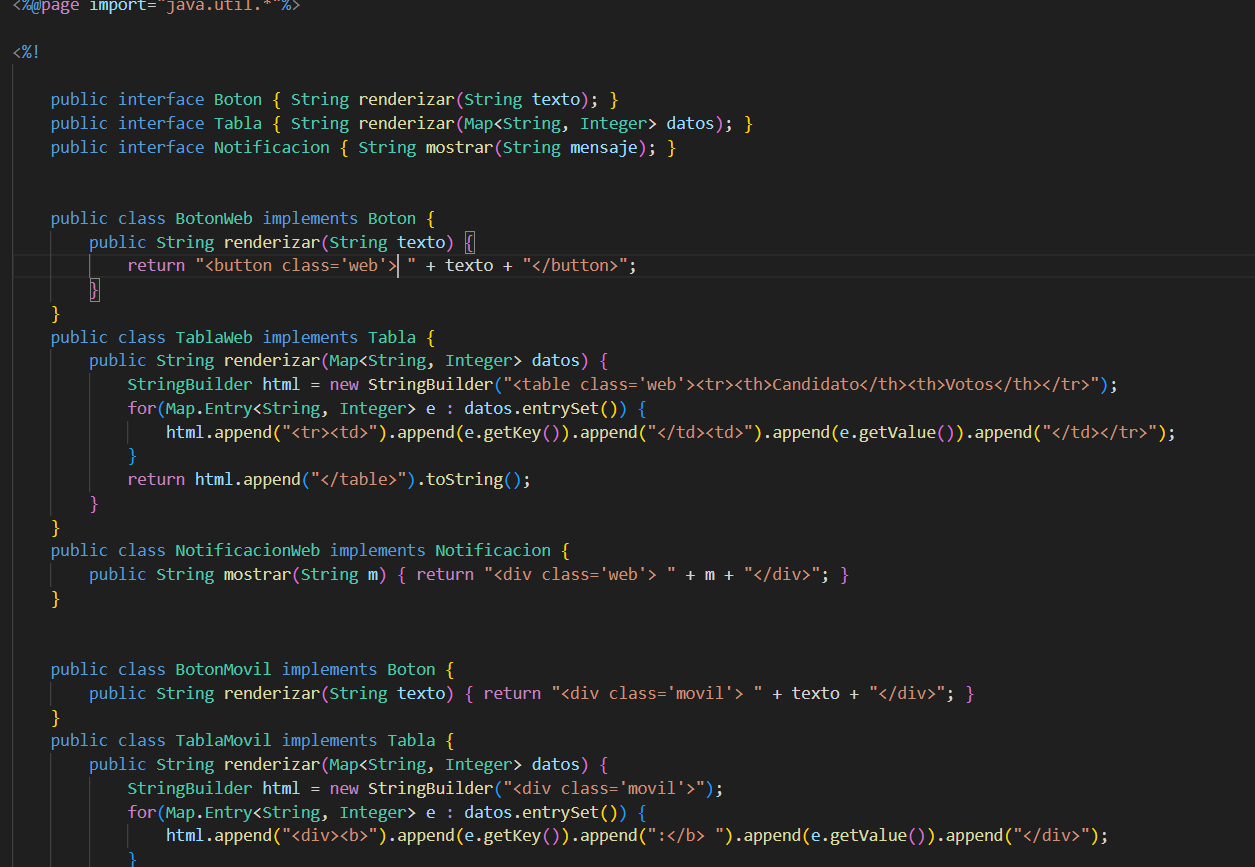 <%@page import="java.util.*"%>
<%!
public interface Boton { String renderizar(String texto); }
public interface Tabla { String renderizar(Map<String, Integer> datos); }
public interface Notificacion { String mostrar(String mensaje); }
public class BotonWeb implements Boton {
public String renderizar(String texto) {
return "<button class='web'> " + texto + "</button>";
}
}
public class TablaWeb implements Tabla {
public String renderizar(Map<String, Integer> datos) {
StringBuilder html = new StringBuilder("<table class='web'><tr><th>Candidato</th><th>Votos</th></tr>");
for(Map.Entry<String, Integer> e : datos.entrySet()) {
html.append("<tr><td>").append(e.getKey()).append("</td><td>").append(e.getValue()).append("</td></tr>");
}
return html.append("</table>").toString();
}
}
public class NotificacionWeb implements Notificacion {
public String mostrar(String m) { return "<div class='web'> " + m + "</div>"; }
}
public class BotonMovil implements Boton {
public String renderizar(String texto) { return "<div class='movil'> " + texto + "</div>"; }
}
public class TablaMovil implements Tabla {
public String renderizar(Map<String, Integer> datos) {
StringBuilder html = new StringBuilder("<div class='movil'>");
for(Map.Entry<String, Integer> e : datos.entrySet()) {
html.append("<div><b>").append(e.getKey()).append(":</b> ").append(e.getValue()).append("</div>");
}